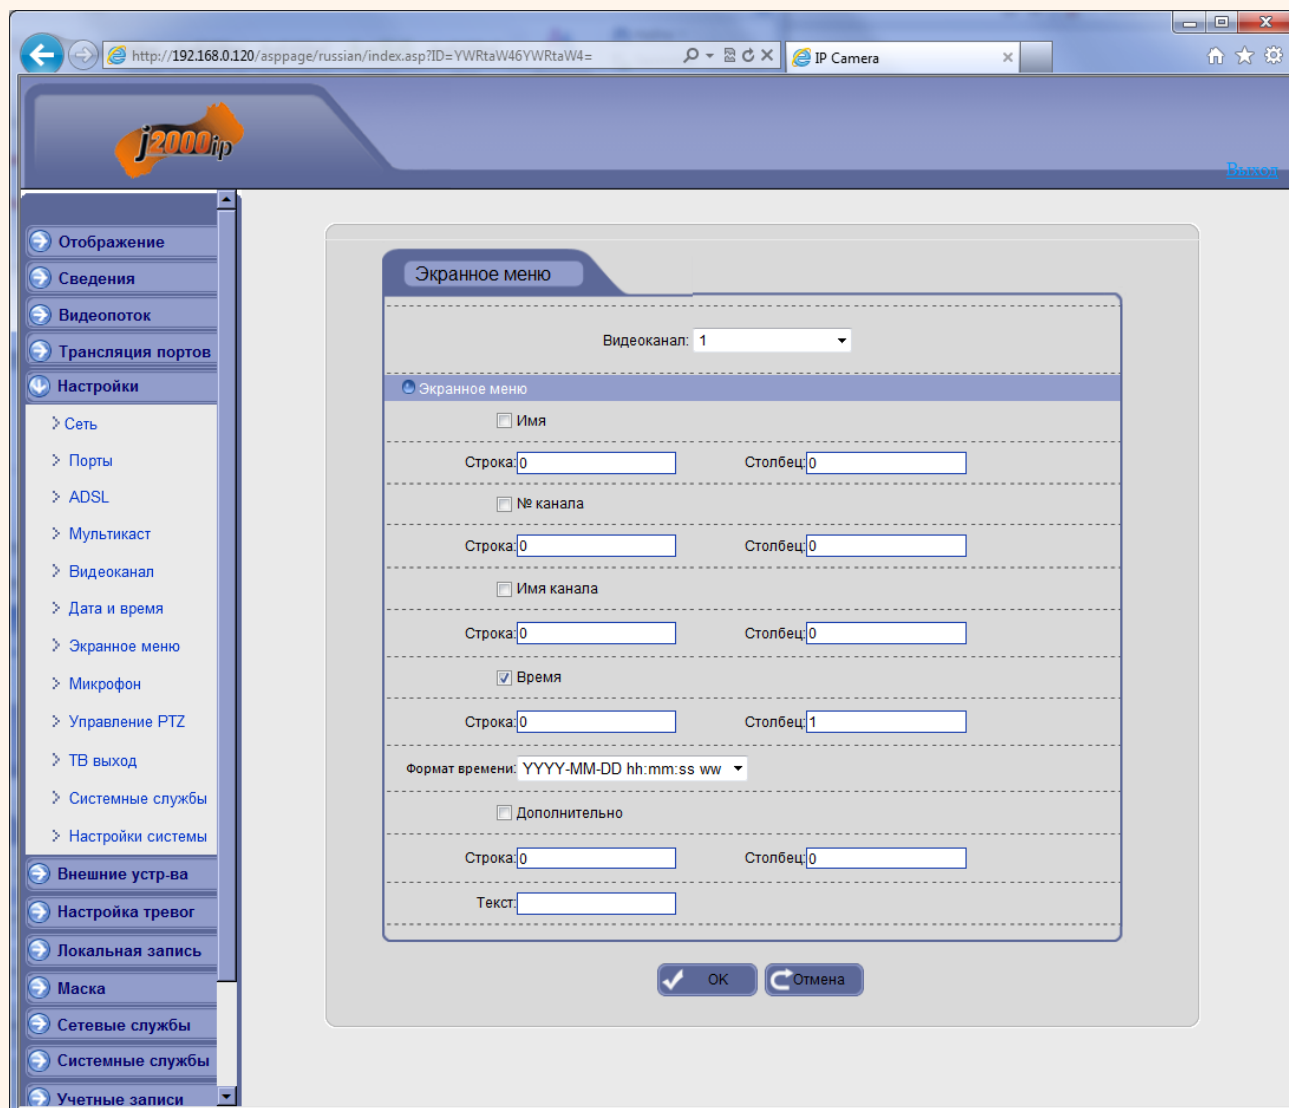 http://192.168.0.120/asppage/russian/index.asp?ID=YWRtaW46YWRtaW4=
IP Camera
j2000ip
Выход
Отображение
Сведения
Видеопоток
Трансляция портов
Настройки
Сеть
Порты
ADSL
Мультикаст
Видеоканал
Дата и время
Экранное меню
Микрофон
Управление PTZ
ТВ выход
Системные службы
Настройки системы
Внешние устр-ва
Настройка тревог
Локальная запись
Маска
Сетевые службы
Системные службы
Учетные записи
Экранное меню
Видеоканал: 1
Экранное меню
Имя
Строка: 0 Столбец: 0
№ канала
Строка: 0 Столбец: 0
Имя канала
Строка: 0 Столбец: 0
Время
Строка: 0 Столбец: 1
Формат времени: YYYY-MM-DD hh:mm:ss ww
Дополнительно
Строка: 0 Столбец: 0
Текст:
OK Отмена